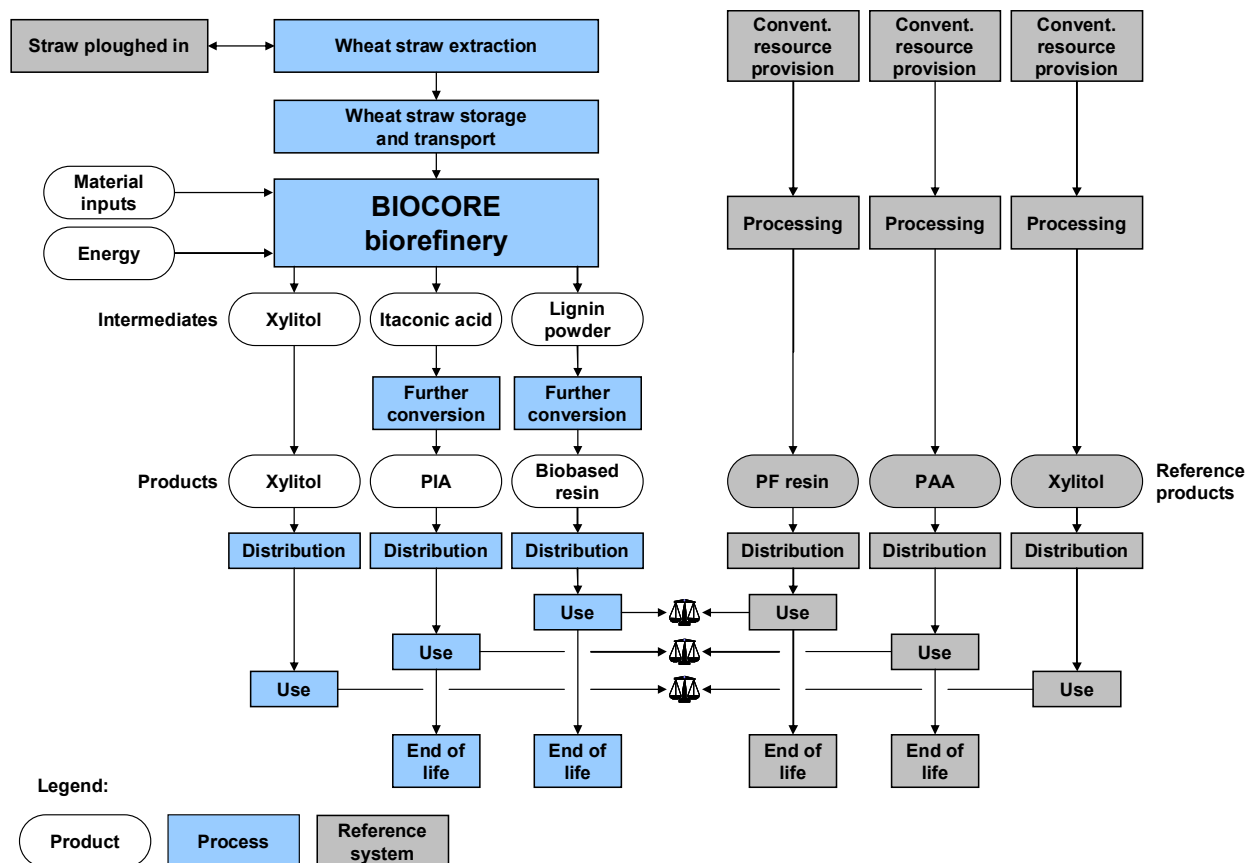 Straw ploughed in
Wheat straw extraction
Convent.
resource
provision
Convent.
resource
provision
Convent.
resource
provision
Wheat straw storage
and transport
Material
inputs
Energy
BIOCORE
biorefinery
Processing
Processing
Processing
Intermediates
Xylitol
Itaconic acid
Lignin
powder
Further
conversion
Further
conversion
Products
Xylitol
PIA
Biobased
resin
PF resin
PAA
Xylitol
Reference
products
Distribution
Distribution
Distribution
Distribution
Distribution
Distribution
Use
Use
Use
Use
Use
Use
End of
life
End of
life
End of
life
End of
life
Legend:
Product
Process
Reference
system